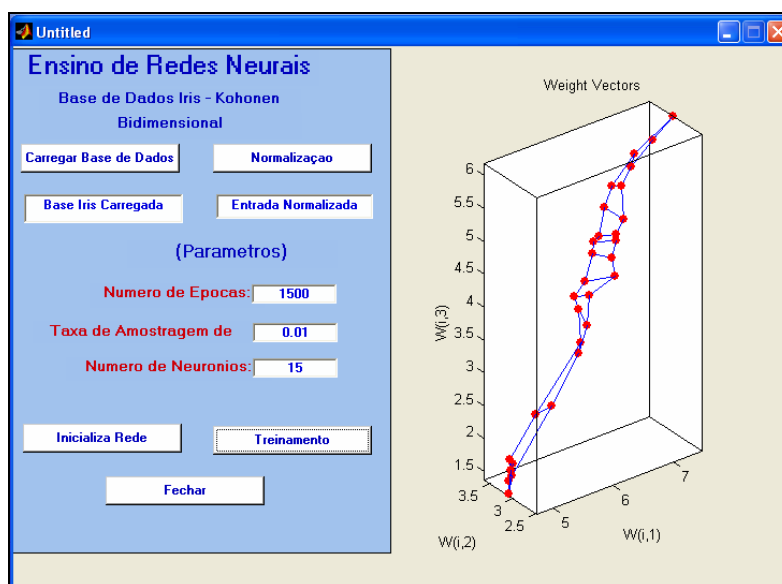 Untitled
Ensino de Redes Neurais
Base de Dados Iris - Kohonen
Bidimensional
Carregar Base de Dados
Normalizaçao
Base Iris Carregada
Entrada Normalizada
(Parametros)
Numero de Epocas: 1500
Taxa de Amostragem de 0.01
Numero de Neuronios: 15
Inicializa Rede
Treinamento
Fechar
Weight Vectors
6
5.5
5
4.5
4
3.5
3
2.5
2
1.5
W(i,3)
3.5
3
2.5
W(i,2)
5
6
7
W(i,1)